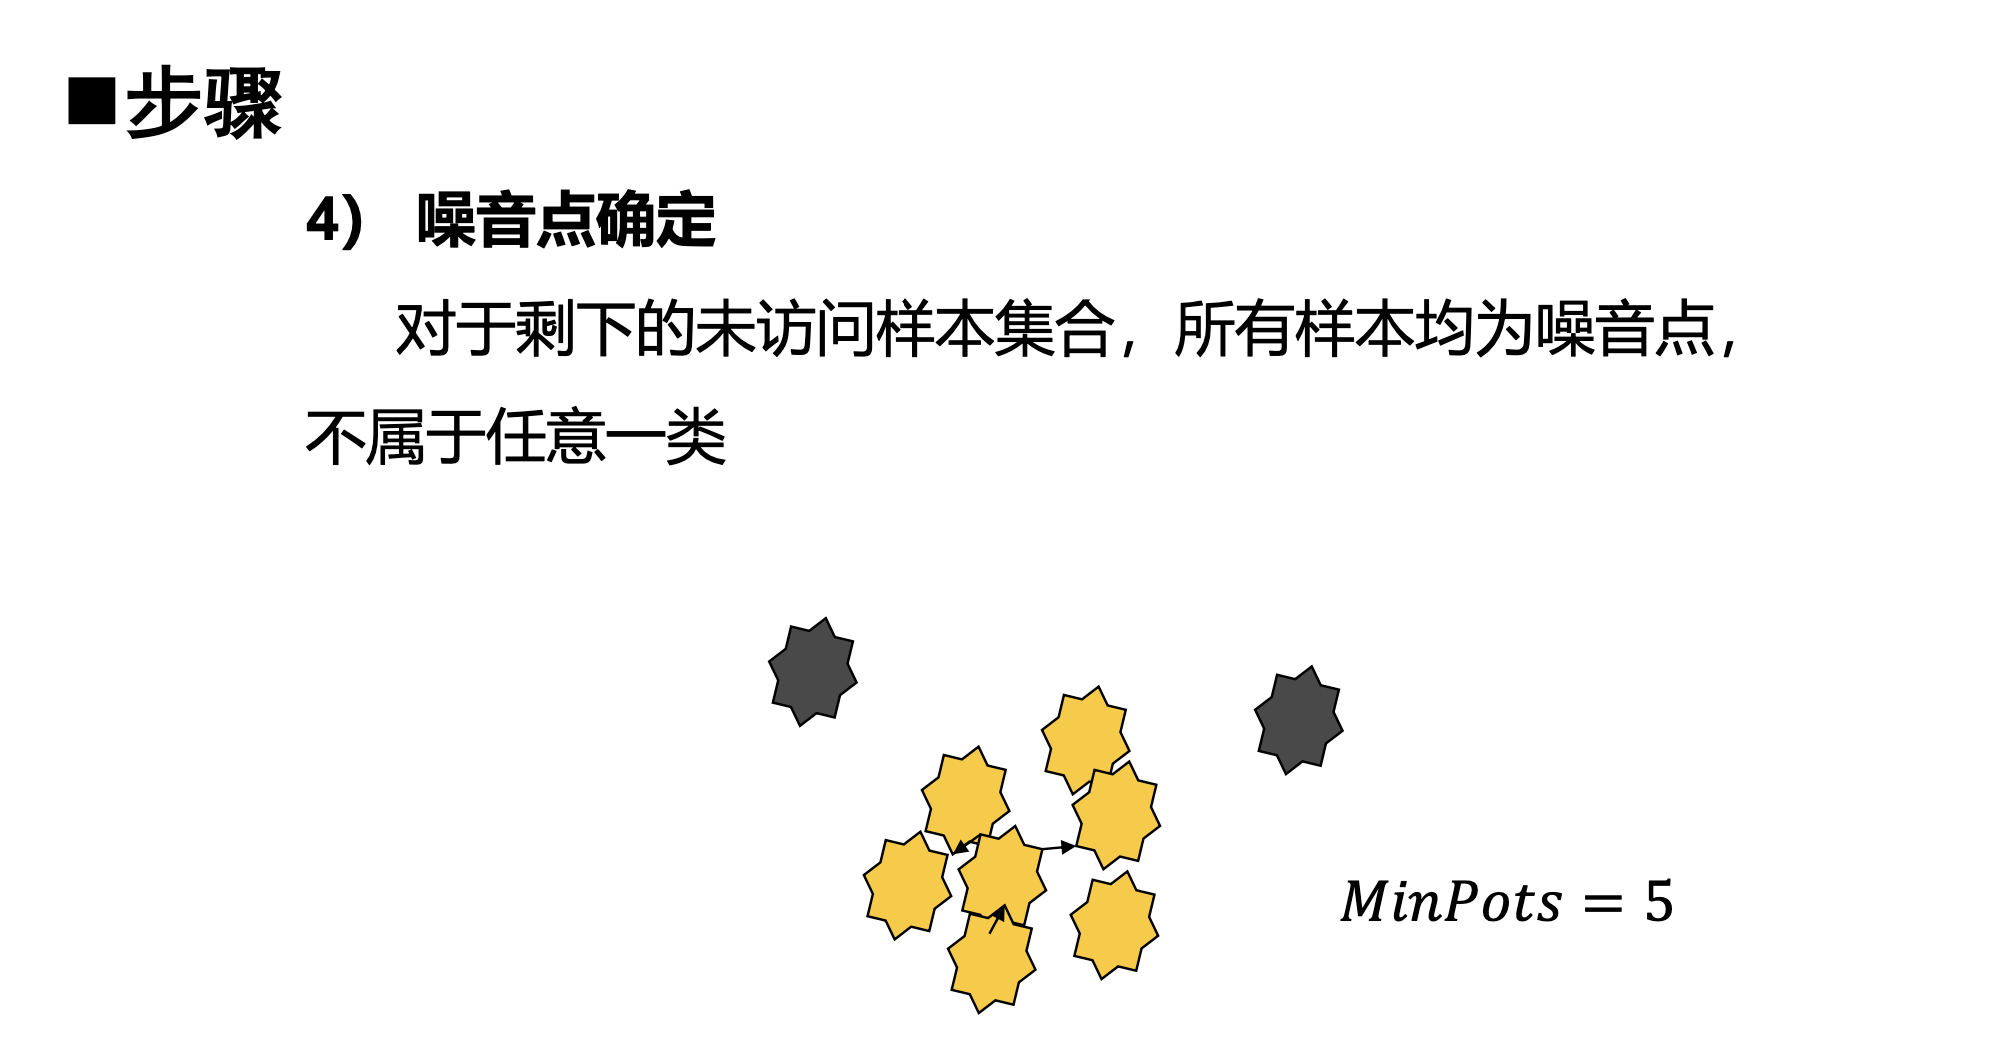 ■步骤
4） 噪音点确定
对于剩下的未访问样本集合，所有样本均为噪音点，
不属于任意一类
MinPots = 5